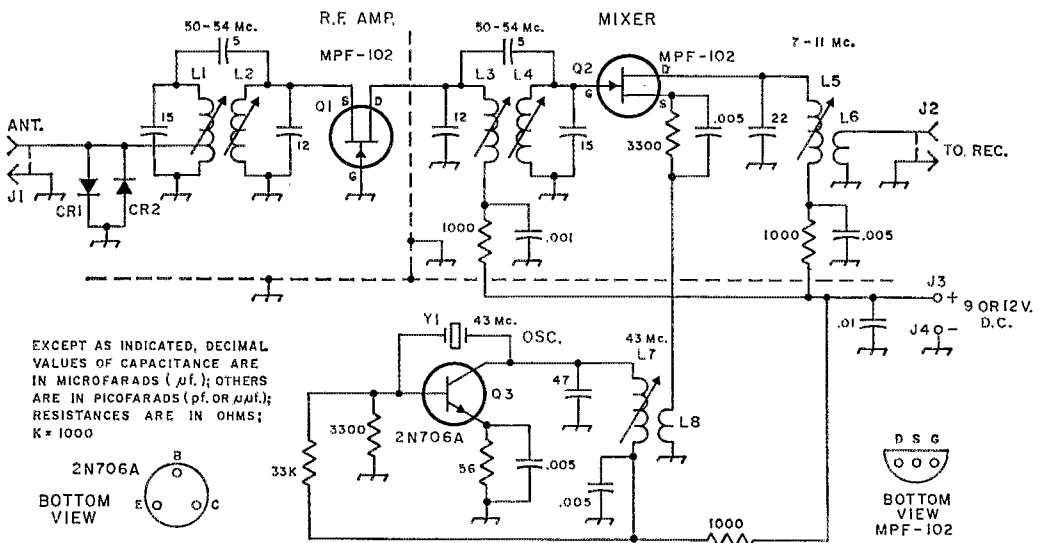 R.F. AMP.
MIXER
50-54 Mc.
5
L1
L2
MPF-102
50-54 Mc.
5
L3
L4
Q2
MPF-102
7-11 Mc.
L5
L6
J2
TO REC.
ANT.
J1
15
12
Q1
S
D
G
12
15
G
D
S
3300
.005
22
CR1
CR2
1000
.001
1000
.005
J3
+
9 OR 12 V.
D.C.
J4
-
.01
Y1
43 Mc.
OSC.
43 Mc.
L7
47
L8
Q3
2N706A
3300
33K
56
.005
.005
1000
EXCEPT AS INDICATED, DECIMAL
VALUES OF CAPACITANCE ARE
IN MICROFARADS (μf.); OTHERS
ARE IN PICOFARADS (pf. OR μμf.);
RESISTANCES ARE IN OHMS;
K = 1000
2N706A
B
E
C
BOTTOM
VIEW
D S G
BOTTOM
VIEW
MPF-102